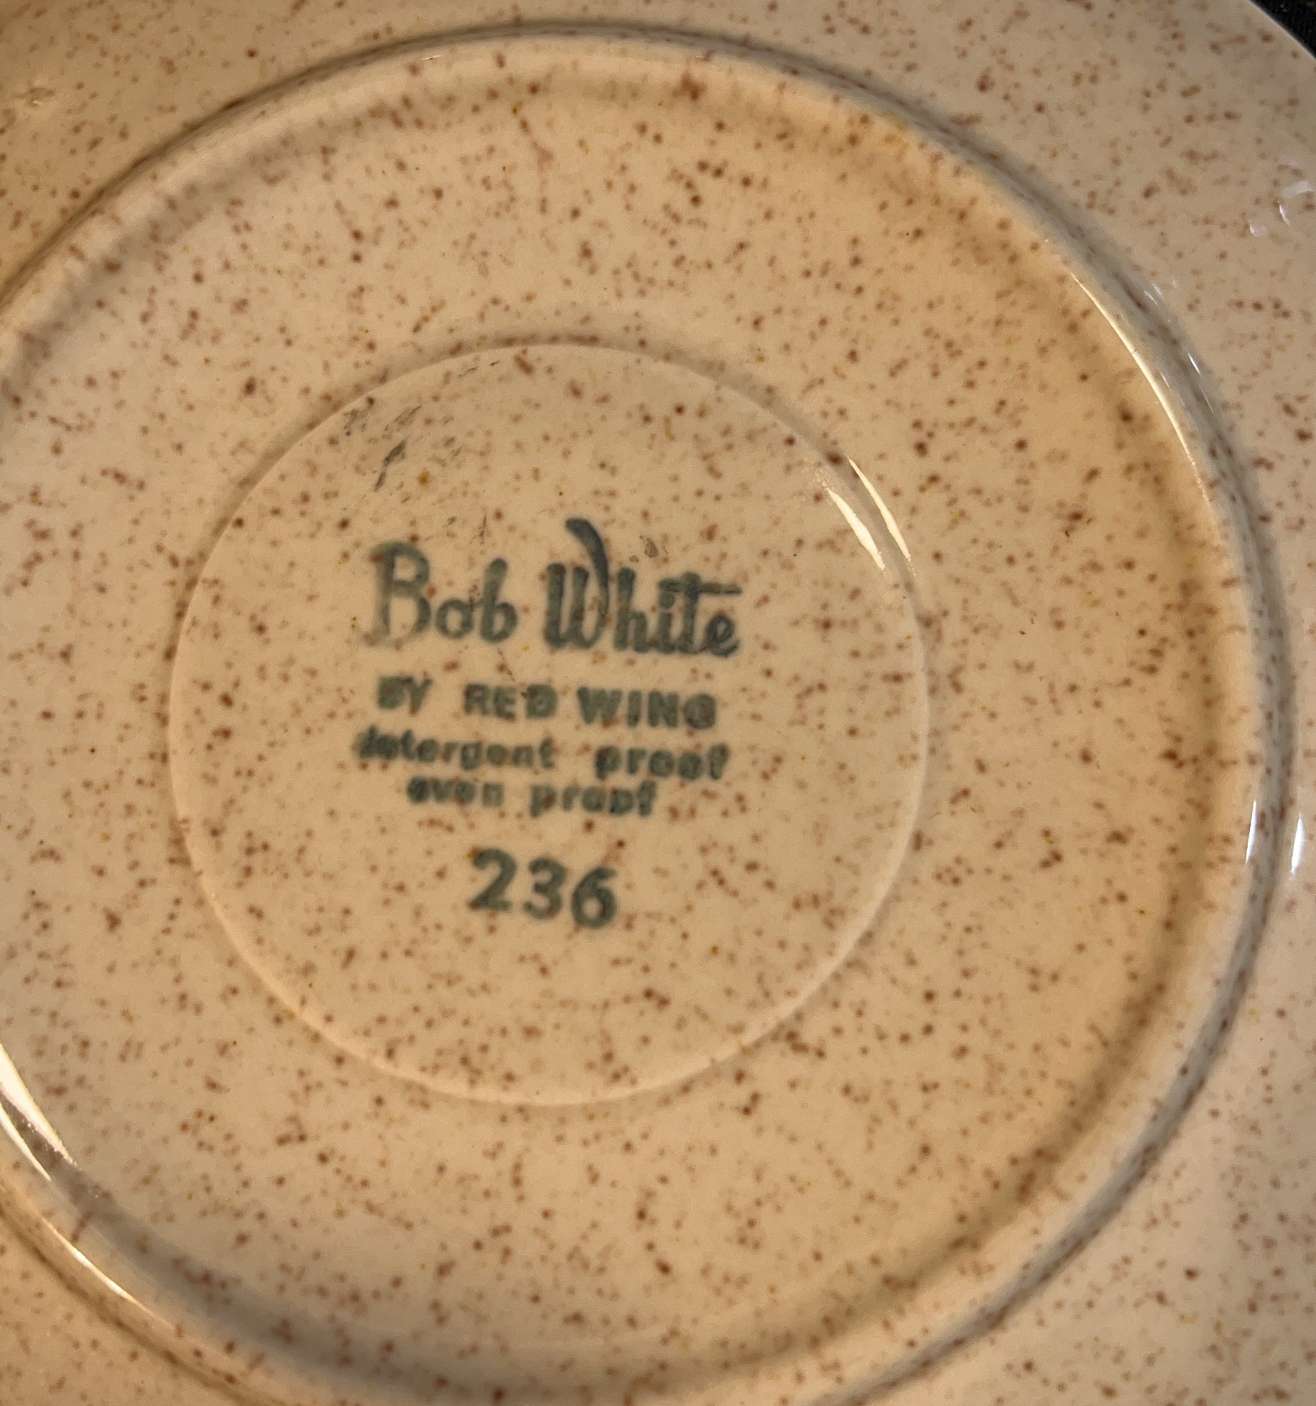 Bob White
BY RED WING
detergent proof
oven proof
236